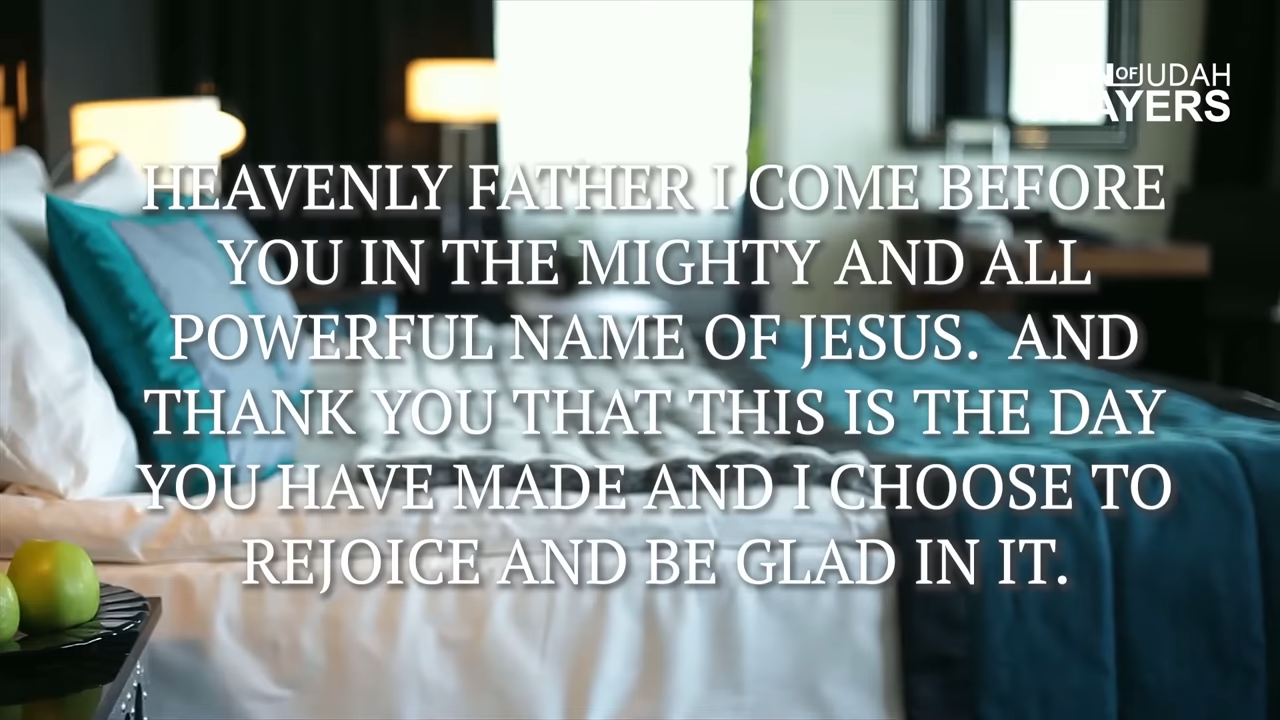 OF JUDAH
AYERS
HEAVENLY FATHER I COME BEFORE
YOU IN THE MIGHTY AND ALL
POWERFUL NAME OF JESUS.  AND
THANK YOU THAT THIS IS THE DAY
YOU HAVE MADE AND I CHOOSE TO
REJOICE AND BE GLAD IN IT.